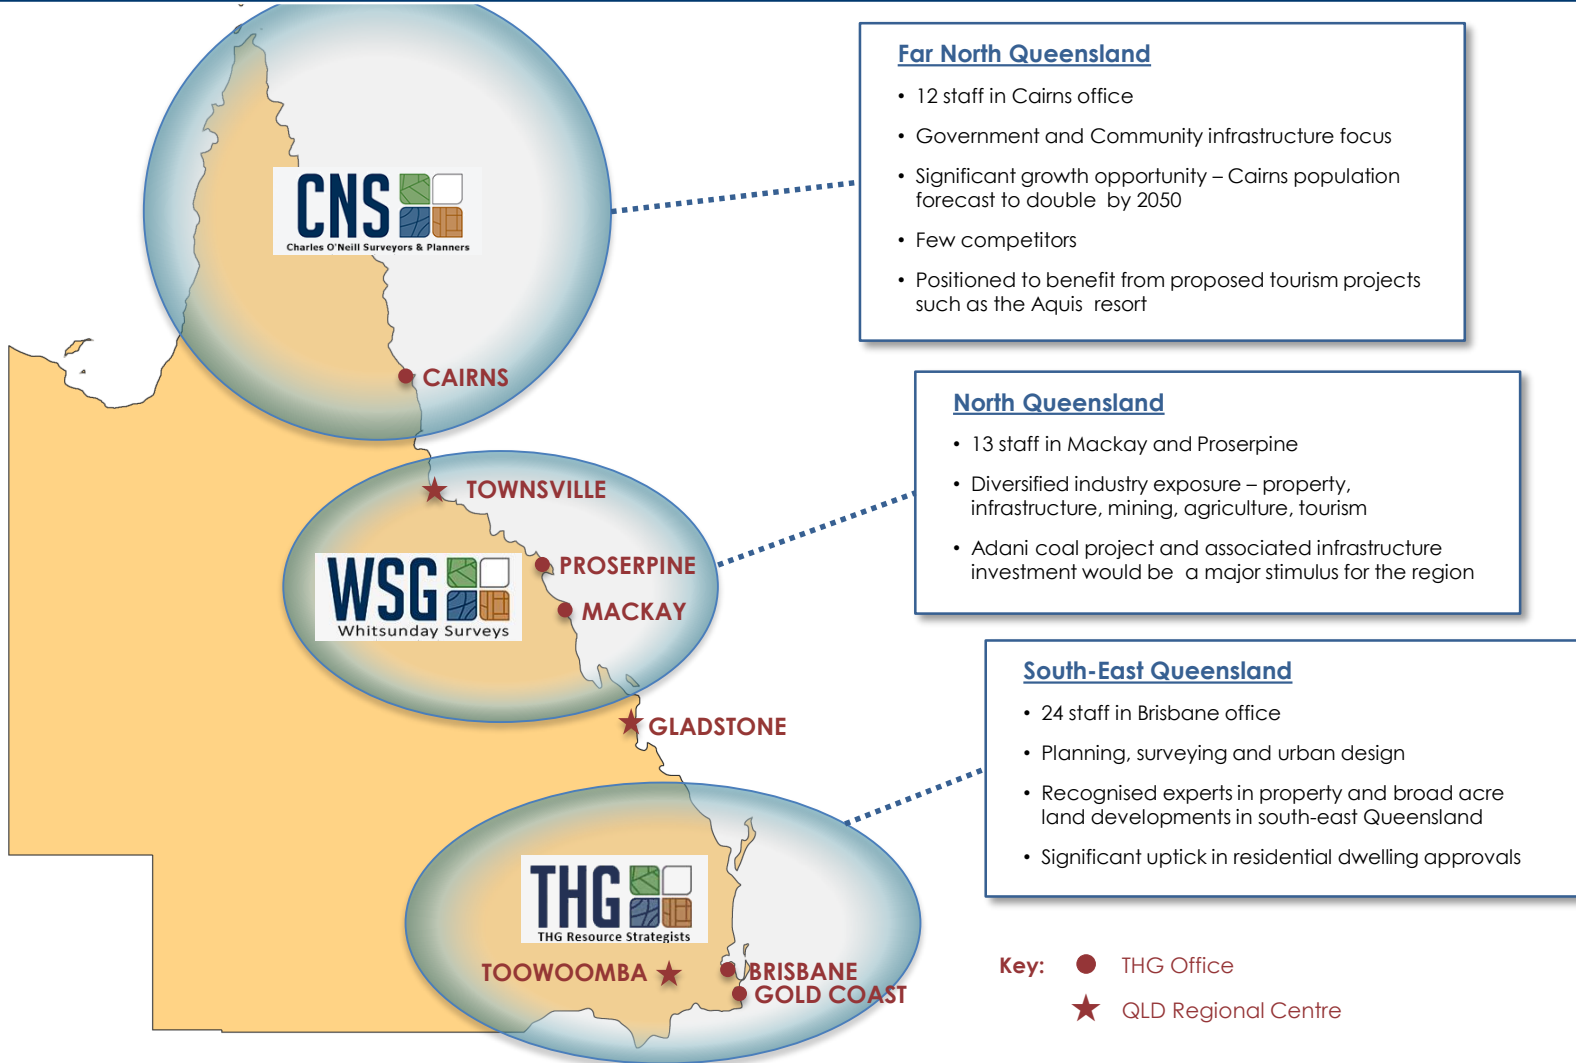 Far North Queensland
• 12 staff in Cairns office
• Government and Community infrastructure focus
• Significant growth opportunity – Cairns population
forecast to double by 2050
• Few competitors
• Positioned to benefit from proposed tourism projects
such as the Aquis resort
CNS
Charles O'Neill Surveyors & Planners
CAIRNS
North Queensland
• 13 staff in Mackay and Proserpine
• Diversified industry exposure – property,
infrastructure, mining, agriculture, tourism
• Adani coal project and associated infrastructure
investment would be a major stimulus for the region
TOWNSVILLE
PROSERPINE
WSG
Whitsunday Surveys
MACKAY
South-East Queensland
• 24 staff in Brisbane office
• Planning, surveying and urban design
• Recognised experts in property and broad acre
land developments in south-east Queensland
• Significant uptick in residential dwelling approvals
GLADSTONE
THG
THG Resource Strategists
TOOWOOMBA
BRISBANE
GOLD COAST
Key:
THG Office
QLD Regional Centre